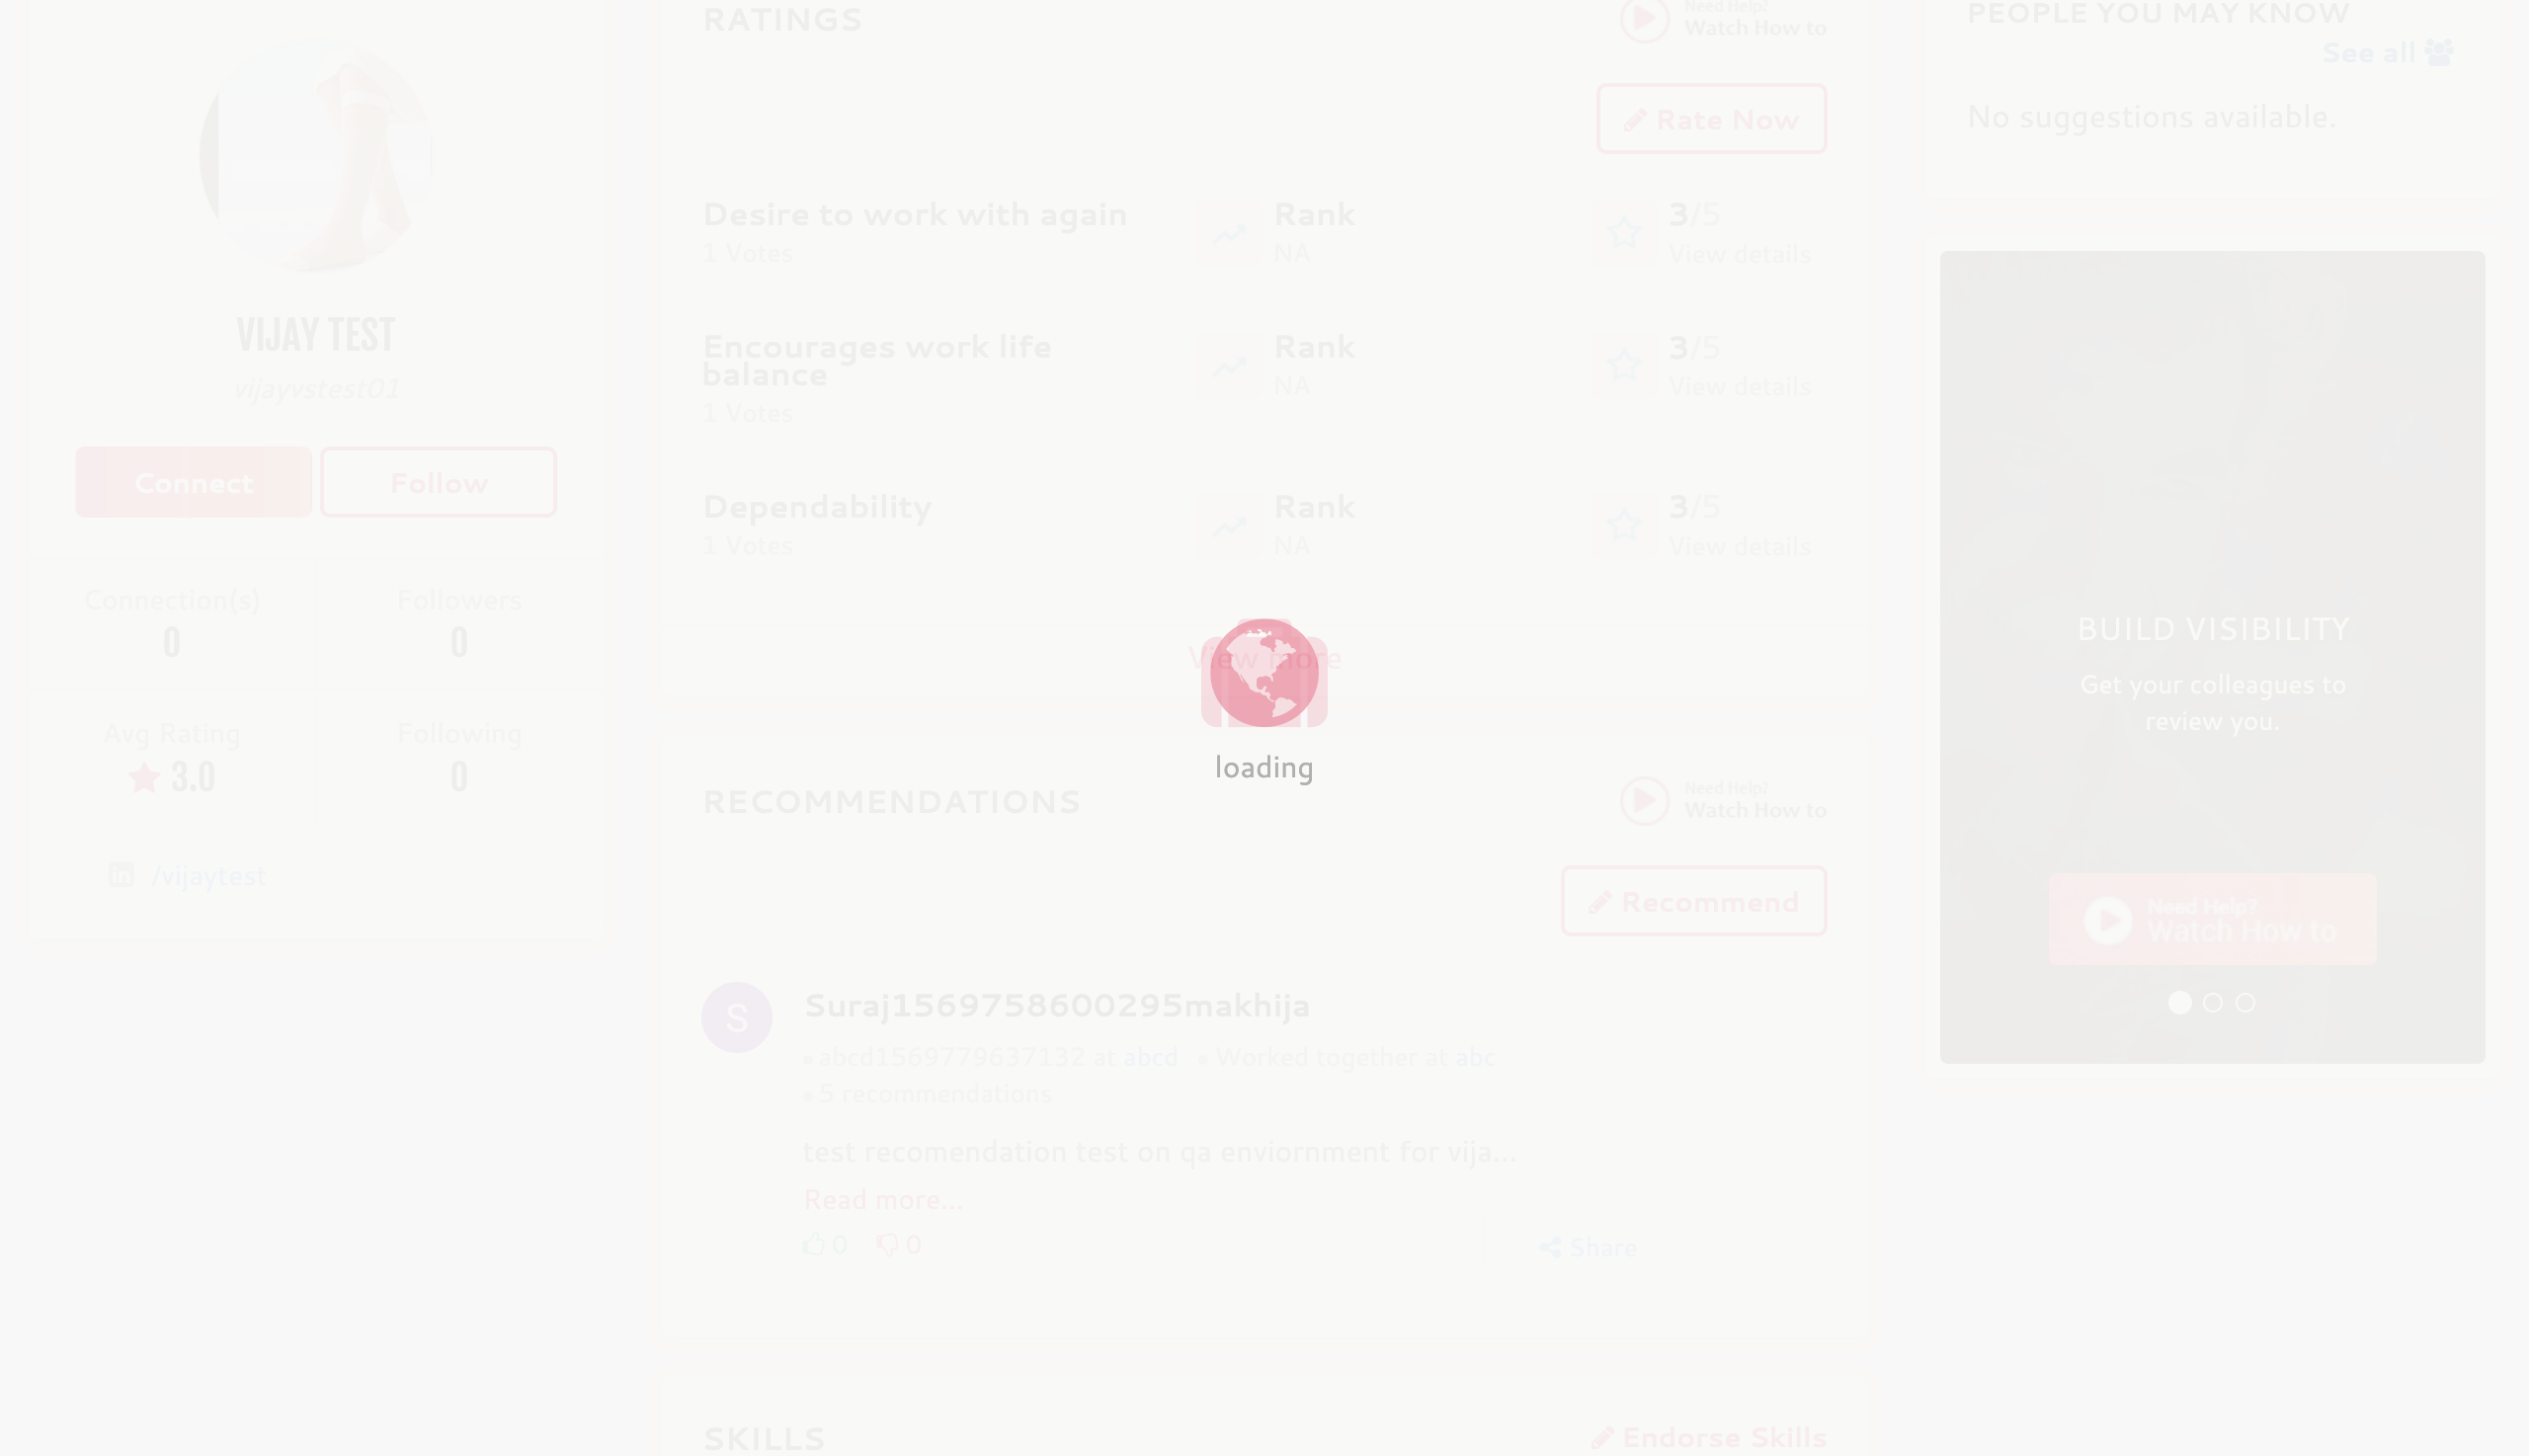 VIJAY TEST
vijayvstest01
Connect
Follow
Connection(s)
0
Followers
0
Avg Rating
3.0
Following
0
/vijaytest
RATINGS
Need Help?
Watch How to
Rate Now
Desire to work with again
1 Votes
Rank
NA
3/5
View details
Encourages work life
balance
1 Votes
Rank
NA
3/5
View details
Dependability
1 Votes
Rank
NA
3/5
View details
View more
loading
RECOMMENDATIONS
Need Help?
Watch How to
Recommend
S
Suraj1569758600295makhija
abcd1569779637132 at abcd • Worked together at abc
5 recommendations
test recomendation test on qa enviornment for vija...
Read more...
0 0
Share
SKILLS
Endorse Skills
PEOPLE YOU MAY KNOW
See all
No suggestions available.
BUILD VISIBILITY
Get your colleagues to
review you.
Need Help?
Watch How to